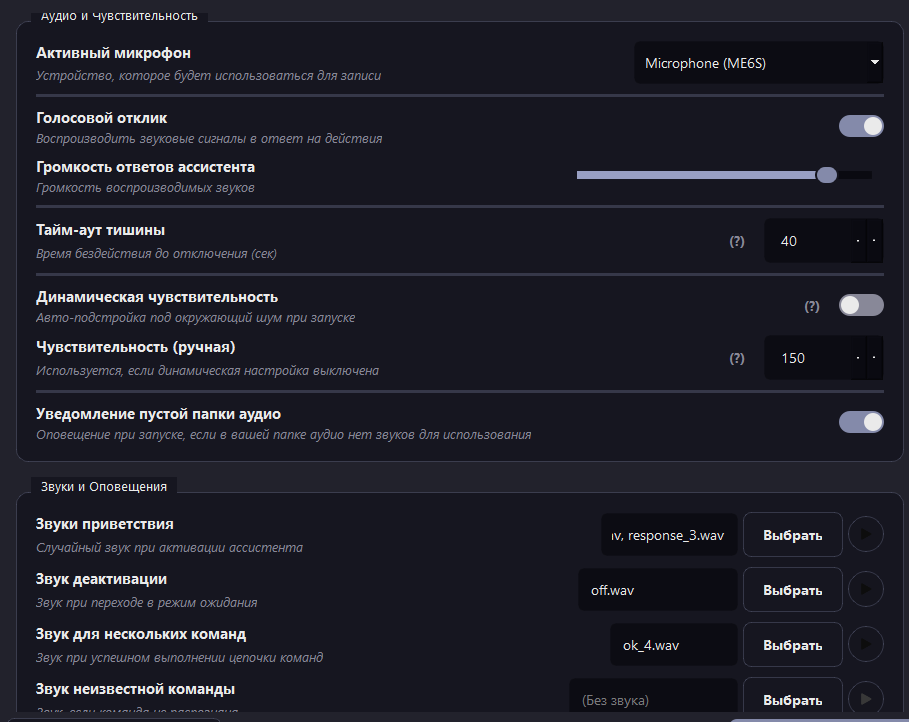 Аудио и Чувствительность
Активный микрофон
Устройство, которое будет использоваться для записи
Microphone (ME6S)
Голосовой отклик
Воспроизводить звуковые сигналы в ответ на действия
Громкость ответов ассистента
Громкость воспроизводимых звуков
Тайм-аут тишины
Время бездействия до отключения (сек)
(?)
40
Динамическая чувствительность
Авто-подстройка под окружающий шум при запуске
(?)
Чувствительность (ручная)
Используется, если динамическая настройка выключена
(?)
150
Уведомление пустой папки аудио
Оповещение при запуске, если в вашей папке аудио нет звуков для использования
Звуки и Оповещения
Звуки приветствия
Случайный звук при активации ассистента
response_3.wav
Выбрать
Звук деактивации
Звук при переходе в режим ожидания
off.wav
Выбрать
Звук для нескольких команд
Звук при успешном выполнении цепочки команд
ok_4.wav
Выбрать
Звук неизвестной команды
Звук, если команда не распознана
(Без звука)
Выбрать